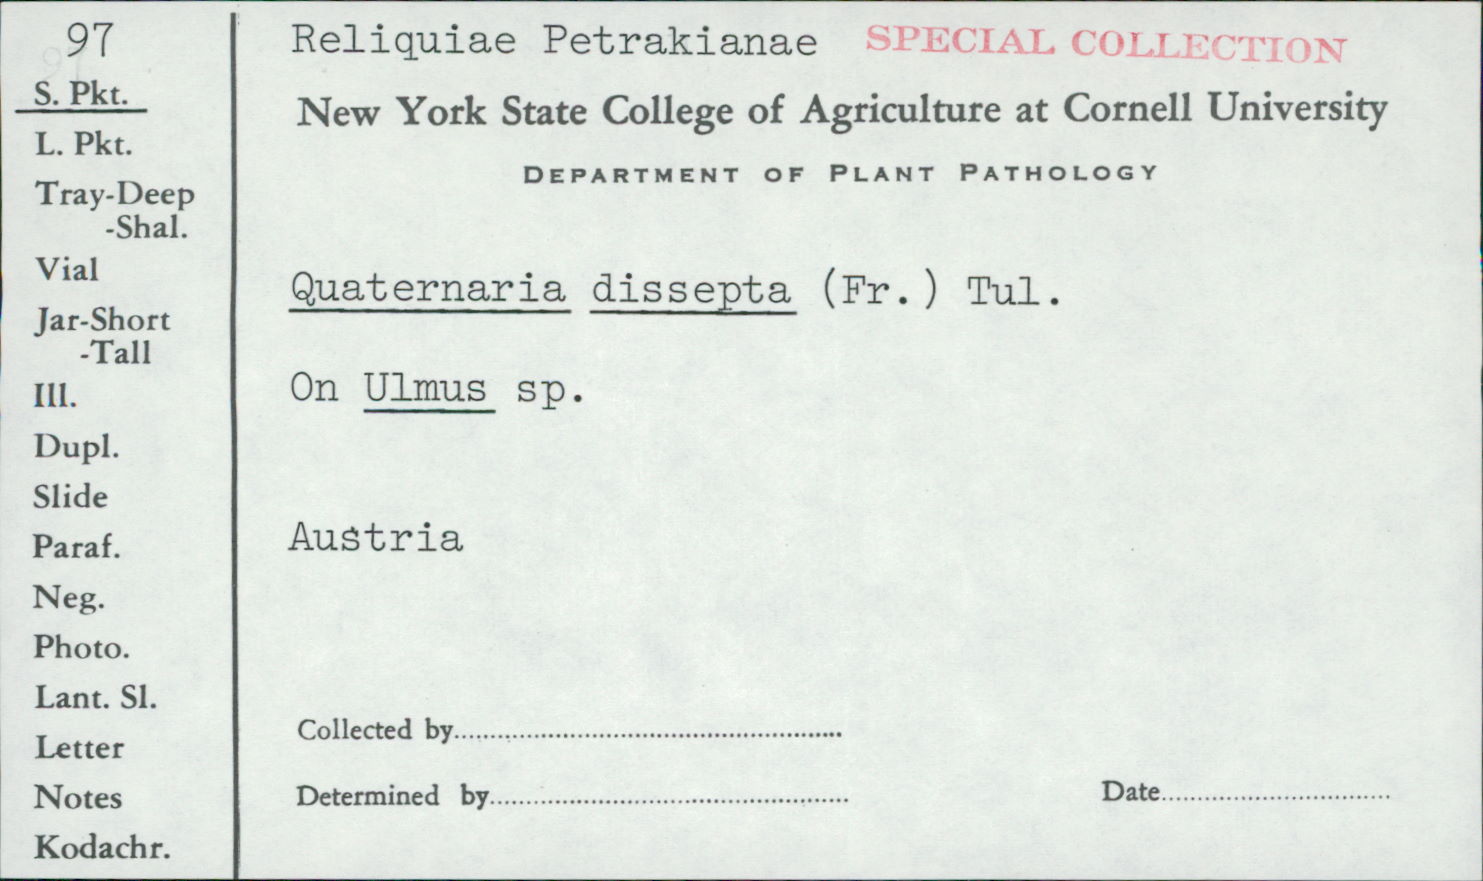 97
S. Pkt.
L. Pkt.
Tray-Deep
-Shal.
Vial
Jar-Short
-Tall
Ill.
Dupl.
Slide
Paraf.
Neg.
Photo.
Lant. Sl.
Letter
Notes
Kodachr.
Reliquiae Petrakianae SPECIAL COLLECTION
New York State College of Agriculture at Cornell University
DEPARTMENT OF PLANT PATHOLOGY
Quaternaria dissepta (Fr.) Tul.
On Ulmus sp.
Austria
Collected by
Determined by
Date